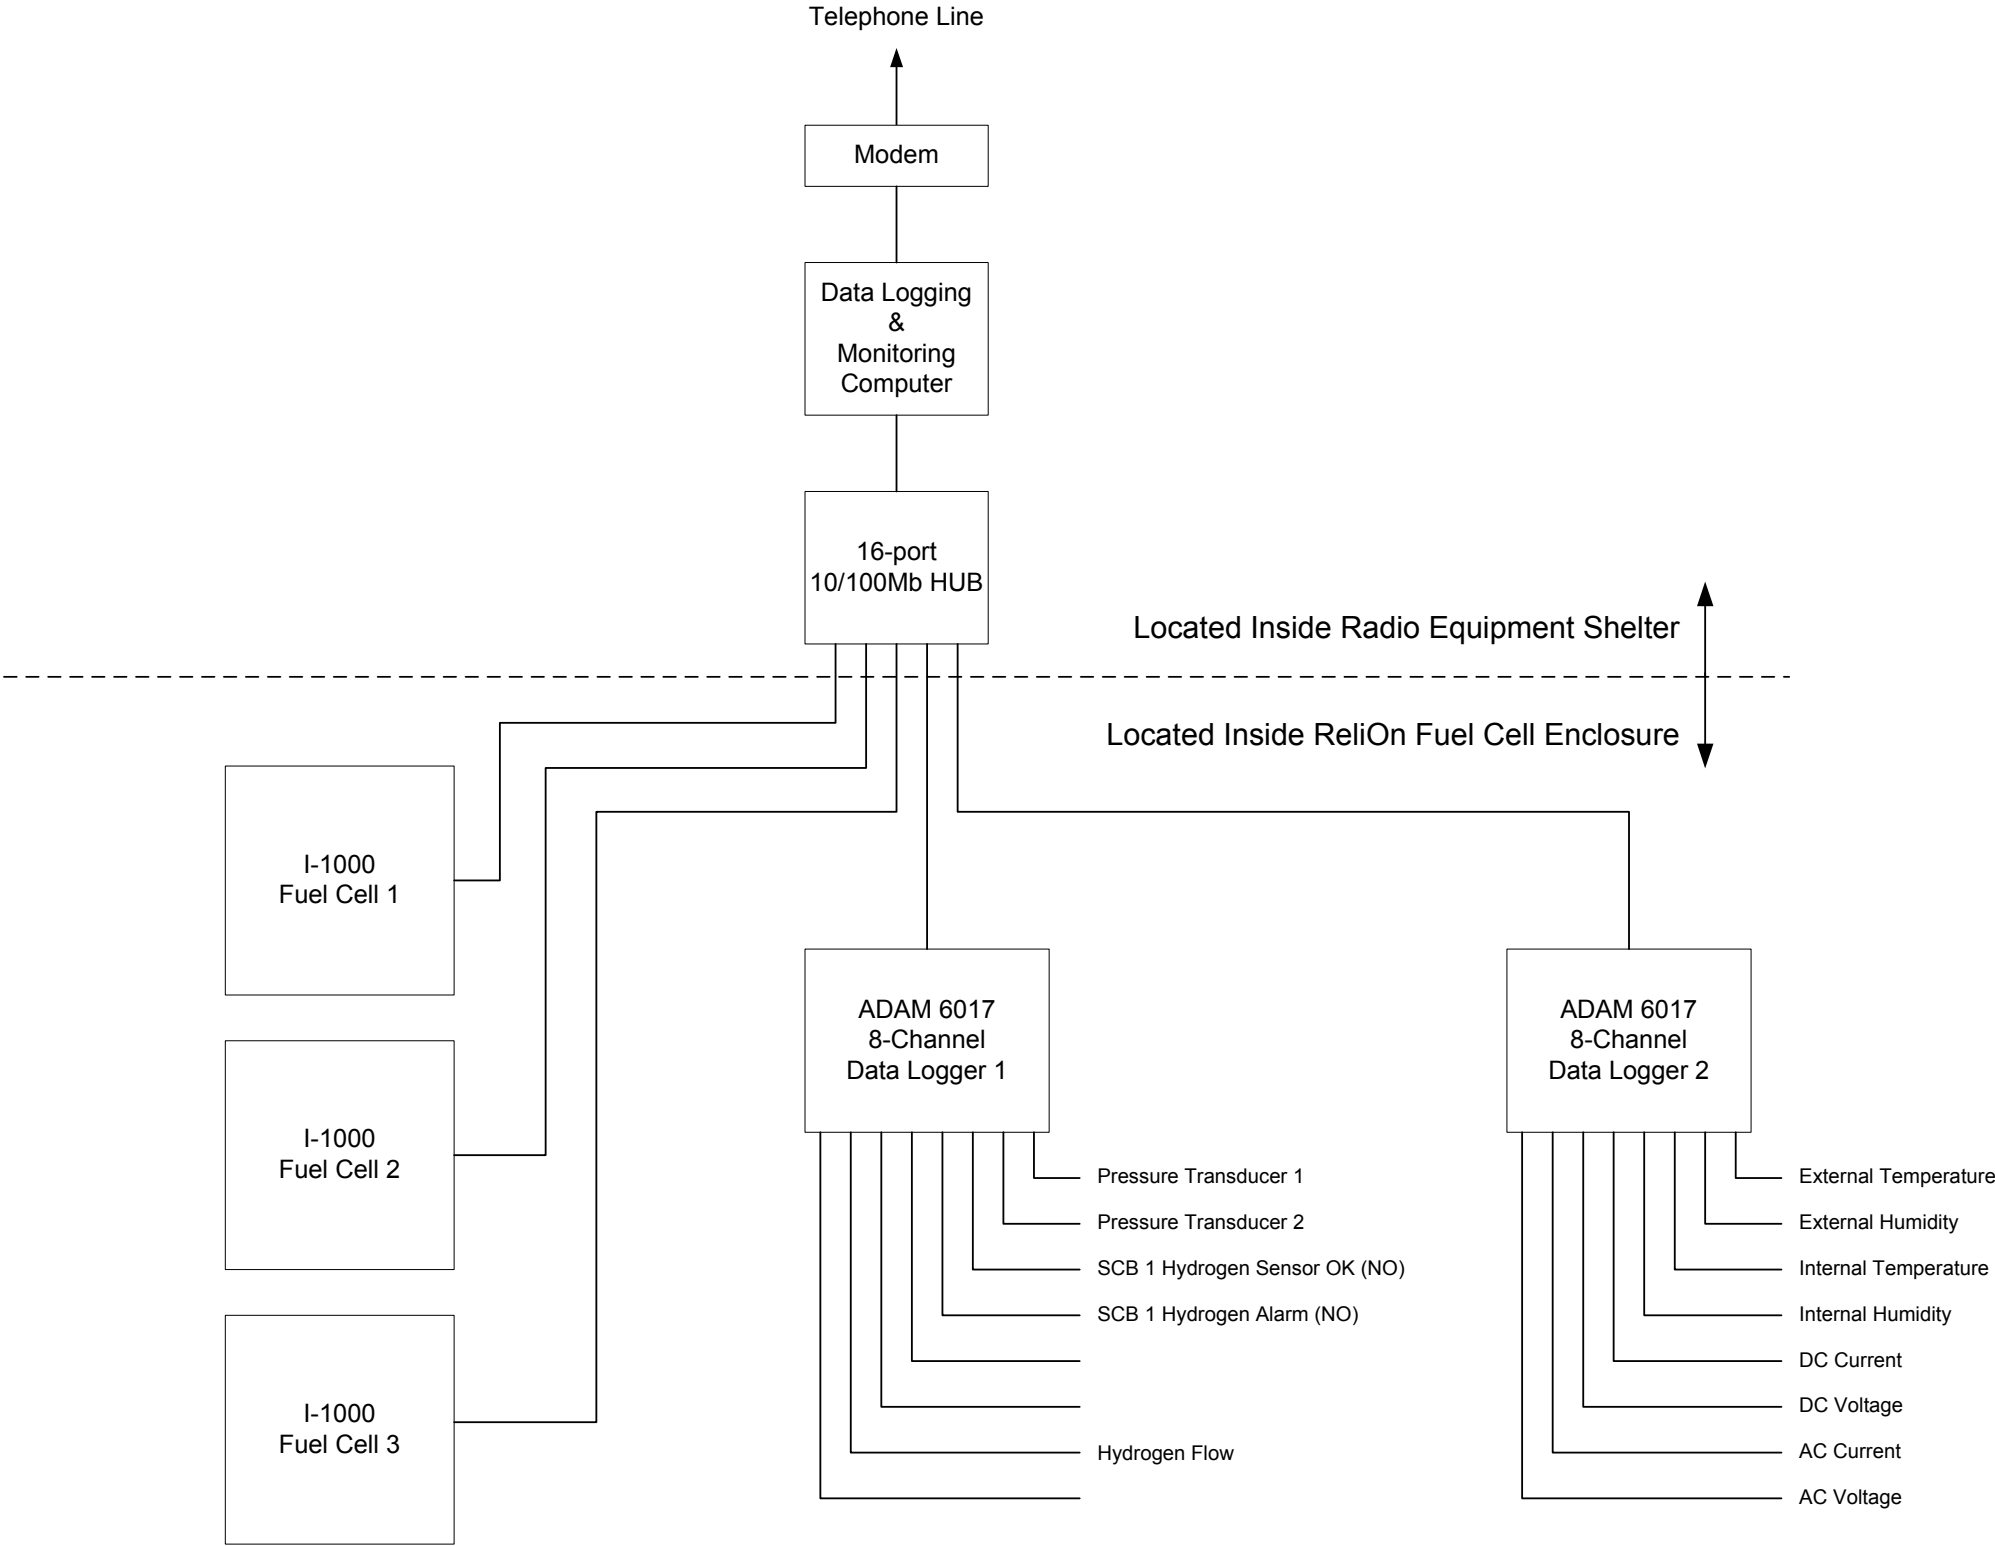 Telephone Line
Modem
Data Logging
&
Monitoring
Computer
16-port
10/100Mb HUB
Located Inside Radio Equipment Shelter
Located Inside ReliOn Fuel Cell Enclosure
I-1000
Fuel Cell 1
I-1000
Fuel Cell 2
I-1000
Fuel Cell 3
ADAM 6017
8-Channel
Data Logger 1
Pressure Transducer 1
Pressure Transducer 2
SCB 1 Hydrogen Sensor OK (NO)
SCB 1 Hydrogen Alarm (NO)
Hydrogen Flow
ADAM 6017
8-Channel
Data Logger 2
External Temperature
External Humidity
Internal Temperature
Internal Humidity
DC Current
DC Voltage
AC Current
AC Voltage